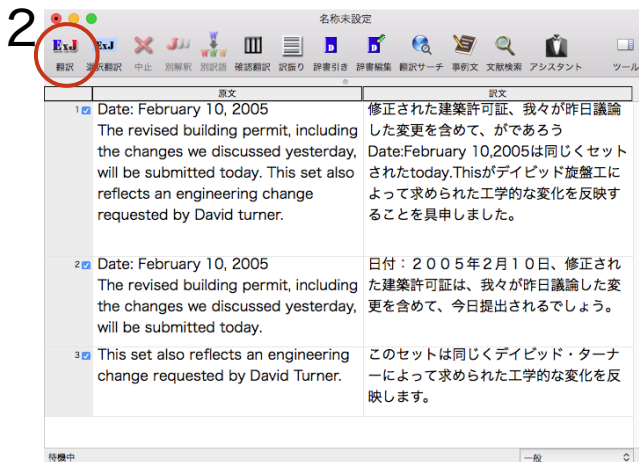 2
名称未設定
ExJ ExJ
翻訳 選択翻訳 中止 別解釈 別訳語 確認翻訳 訳振り 辞書引き 辞書編集 翻訳サーチ 事例文 文献検索 アシスタント ツール
原文 訳文
1 Date: February 10, 2005
The revised building permit, including
the changes we discussed yesterday,
will be submitted today. This set also
reflects an engineering change
requested by David turner.
修正された建築許可証、我々が昨日議論
した変更を含めて、がであろう
Date:February 10,2005は同じくセット
されたtoday.Thisがデイビッド旋盤工に
よって求められた工学的な変化を反映す
ることを具申しました。
2 Date: February 10, 2005
The revised building permit, including
the changes we discussed yesterday,
will be submitted today.
日付：２００５年２月１０日、修正され
た建築許可証は、我々が昨日議論した変
更を含めて、今日提出されるでしょう。
3 This set also reflects an engineering
change requested by David Turner.
このセットは同じくデイビッド・ターナ
ーによって求められた工学的な変化を反
映します。
待機中 一般